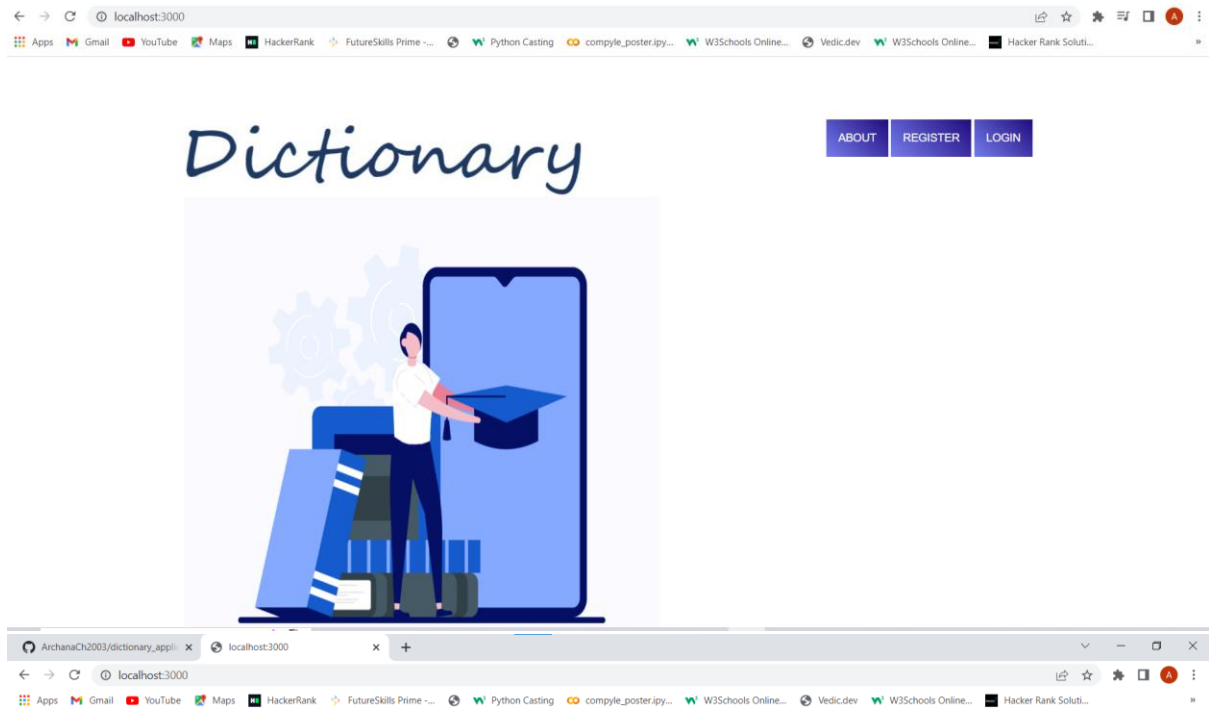 localhost:3000
Apps Gmail YouTube Maps HackerRank FutureSkills Prime -... Python Casting compyle_poster.ipy... W3Schools Online... Vedic.dev W3Schools Online... Hacker Rank Soluti... »
Dictionary
ABOUT REGISTER LOGIN
ArchanaCh2003/dictionary_applic localhost:3000
localhost:3000
Apps Gmail YouTube Maps HackerRank FutureSkills Prime -... Python Casting compyle_poster.ipy... W3Schools Online... Vedic.dev W3Schools Online... Hacker Rank Soluti... »